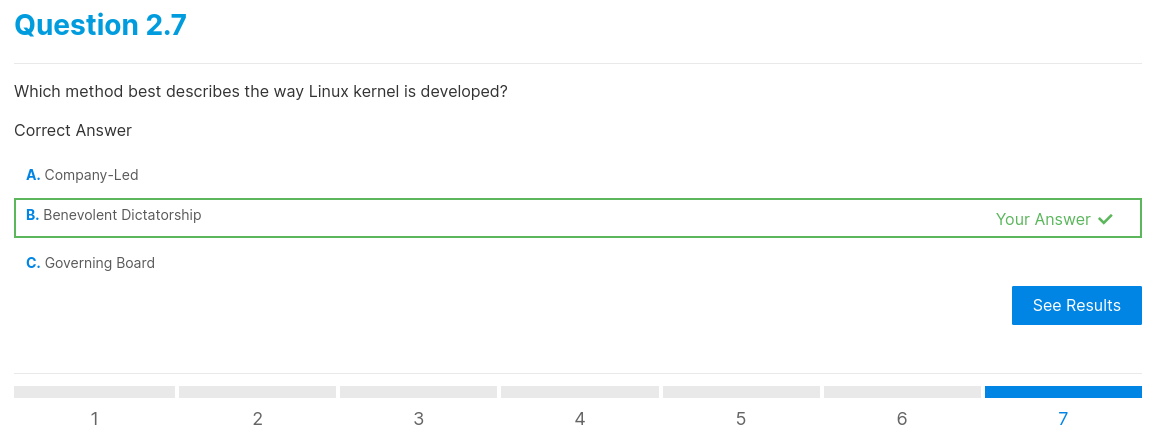 Question 2.7
Which method best describes the way Linux kernel is developed?
Correct Answer
A. Company-Led
B. Benevolent Dictatorship
Your Answer ✔
C. Governing Board
See Results
1 2 3 4 5 6 7